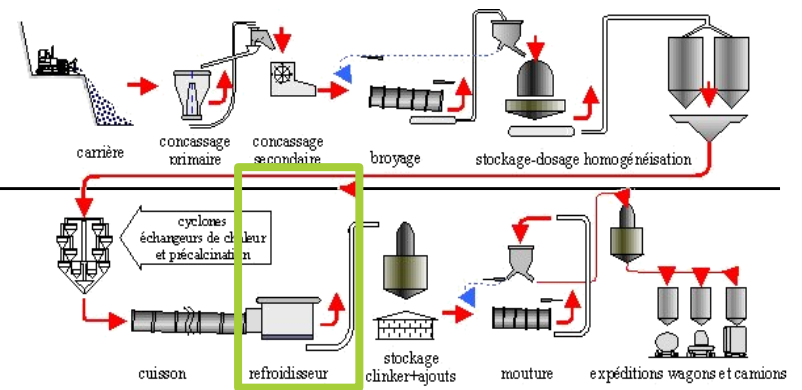 carrière
concassage
primaire
concassage
secondaire
broyage
stockage-dosage homogénéisation
cyclones
échangeurs de chaleur
et précalcination
cuisson
refroidisseur
stockage
clinker+ajouts
mouture
expéditions wagons et camions